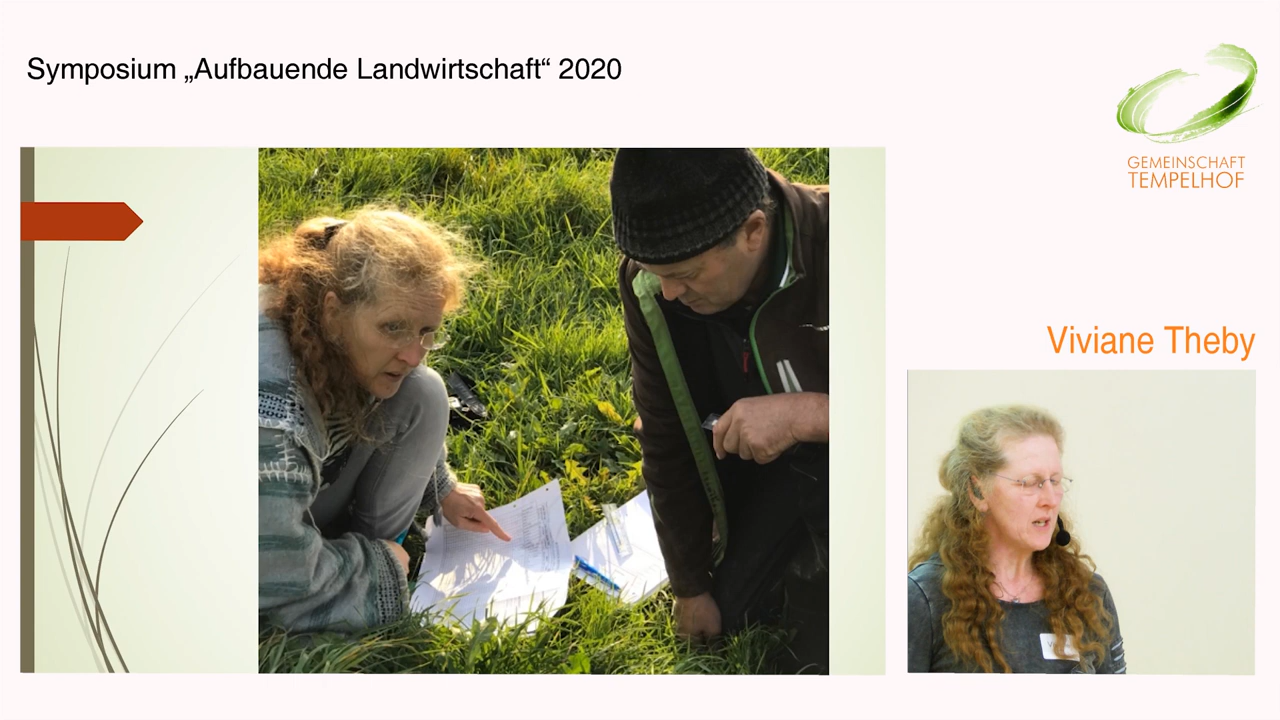 Symposium „Aufbauende Landwirtschaft“ 2020
GEMEINSCHAFT
TEMPELHOF
Viviane Theby